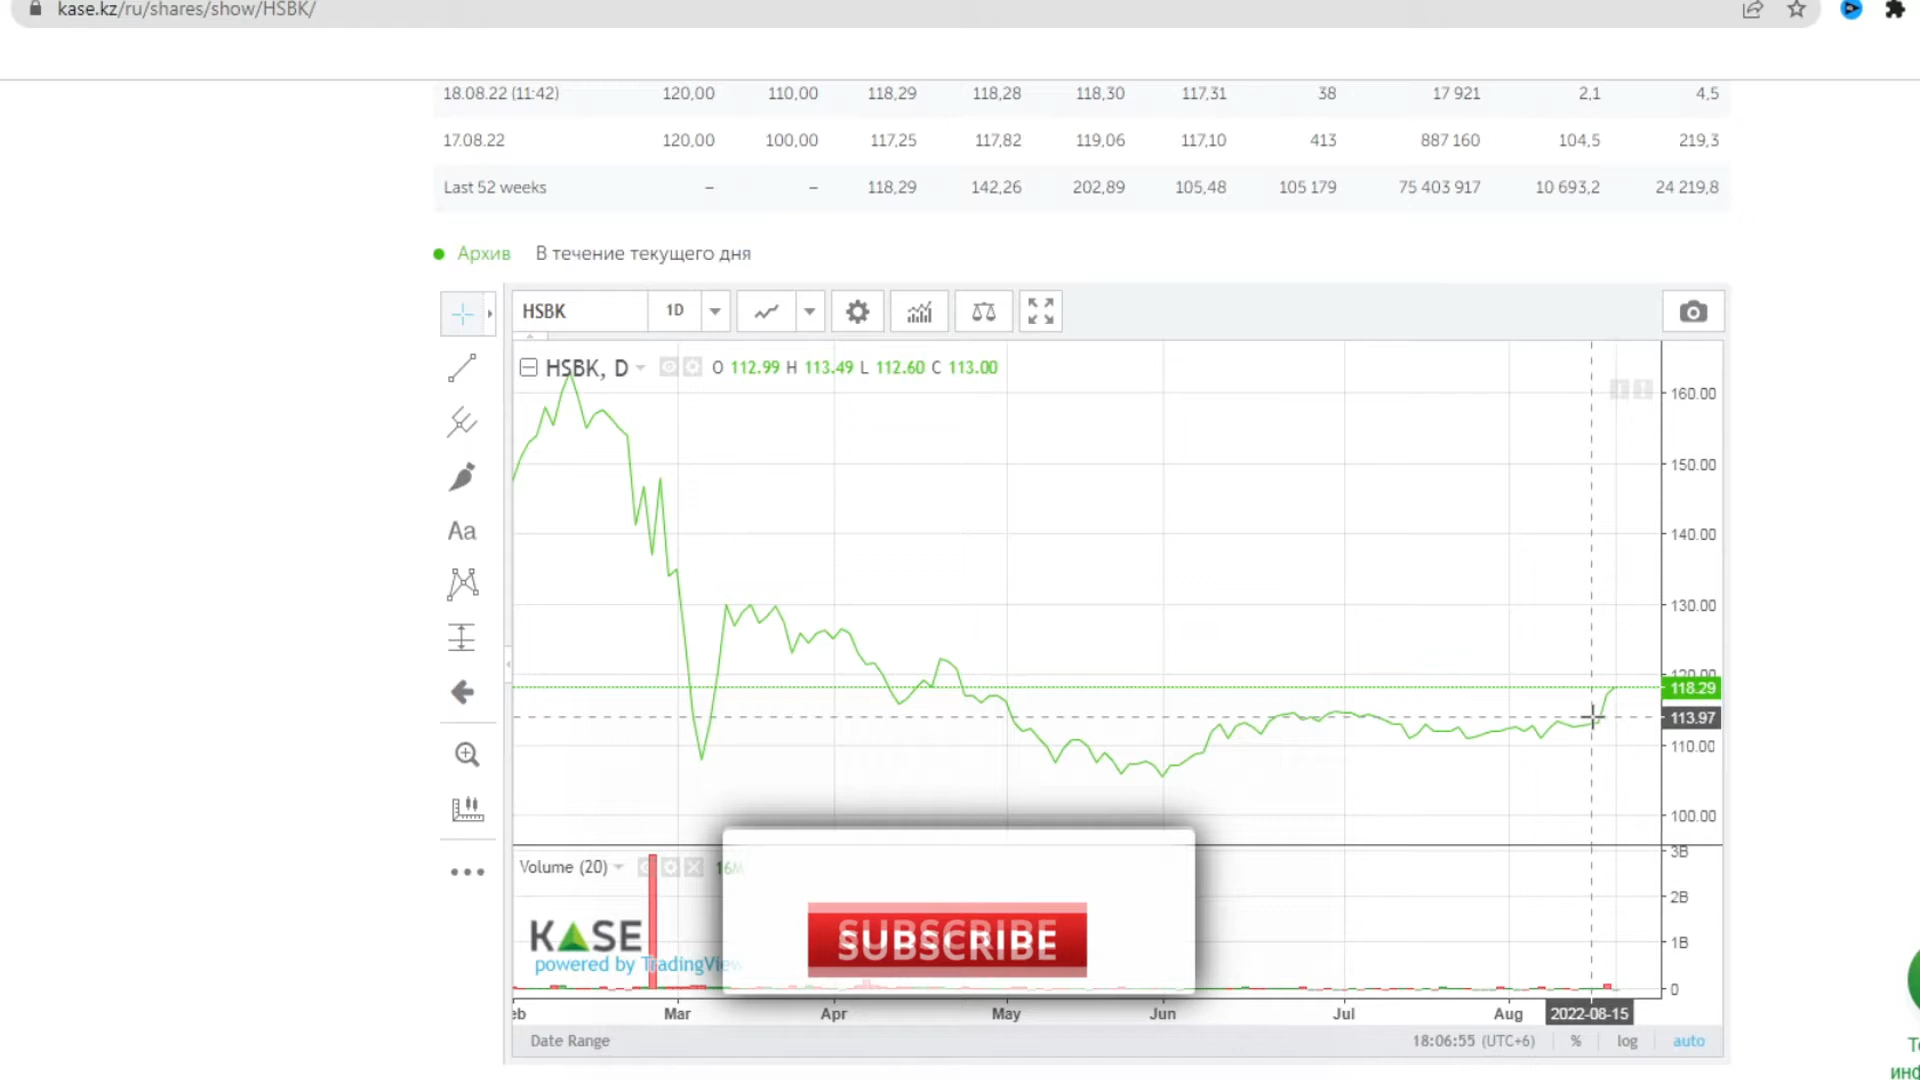 kase.kz/ru/shares/show/HSBK/
18.08.22 (11:42) 120,00 110,00 118,29 118,28 118,30 117,31 38 17 921 2,1 4,5
17.08.22 120,00 100,00 117,25 117,82 119,06 117,10 413 887 160 104,5 219,3
Last 52 weeks – – 118,29 142,26 202,89 105,48 105 179 75 403 917 10 693,2 24 219,8
Архив В течение текущего дня
HSBK 1D
HSBK, D O 112.99 H 113.49 L 112.60 C 113.00
160.00
150.00
140.00
130.00
120.00
118.29
113.97
110.00
100.00
Aa
Volume (20) 16M
3B
2B
1B
0
KASE
powered by TradingView
SUBSCRIBE
eb Mar Apr May Jun Jul Aug 2022-08-15
Date Range 18:06:55 (UTC+6) % log auto